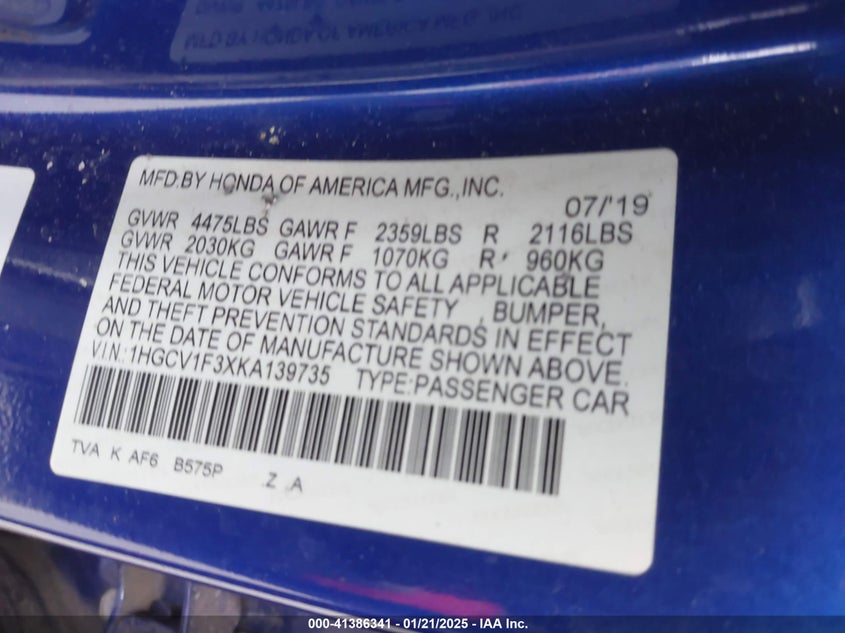 MFD.BY HONDA OF AMERICA MFG.,INC.
07/'19
GVWR 4475LBS GAWR F 2359LBS R 2116LBS
GVWR 2030KG GAWR F 1070KG R 960KG
THIS VEHICLE CONFORMS TO ALL APPLICABLE
FEDERAL MOTOR VEHICLE SAFETY , BUMPER,
AND THEFT PREVENTION STANDARDS IN EFFECT
ON THE DATE OF MANUFACTURE SHOWN ABOVE.
V.I.N.:1HGCV1F3XKA139735 TYPE:PASSENGER CAR
TVA K AF6 B575P Z A
000-41386341 / 01/21/2025 - IAA Inc.